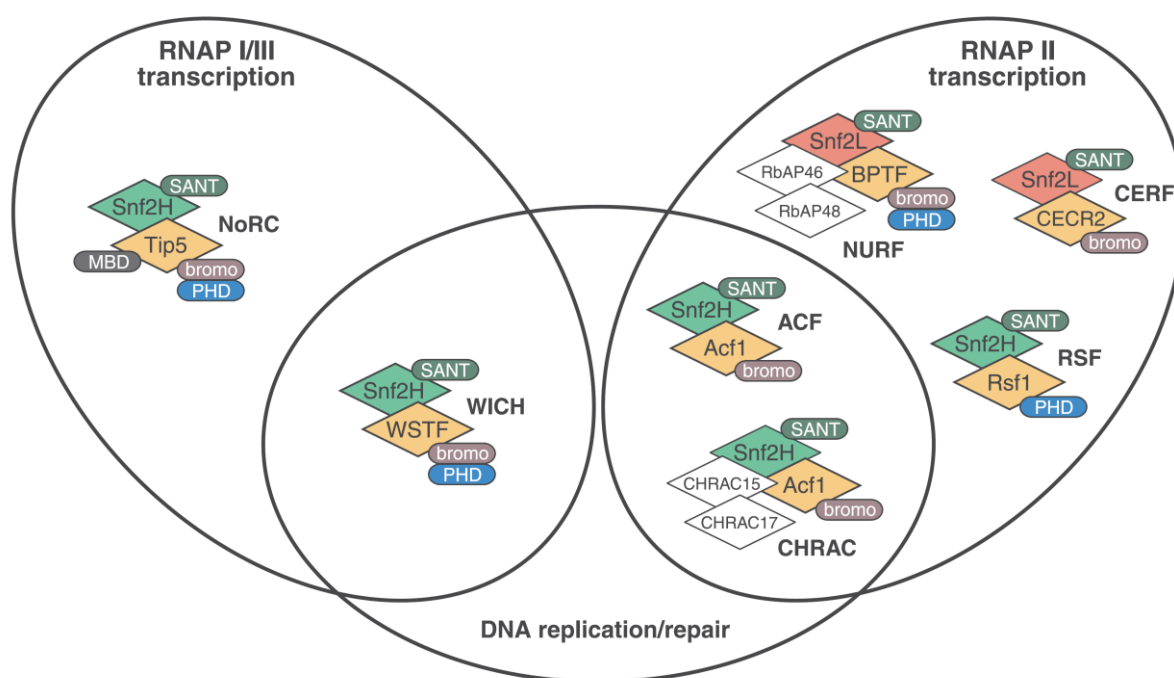 RNAP I/III
transcription
RNAP II
transcription
SANT
Snf2H
NoRC
Tip5
MBD
bromo
PHD
SANT
Snf2L
RbAP46
BPTF
RbAP48
bromo
PHD
NURF
SANT
Snf2L
CERF
CECR2
bromo
SANT
Snf2H
ACF
Acf1
bromo
SANT
Snf2H
RSF
Rsf1
PHD
SANT
Snf2H
WICH
WSTF
bromo
PHD
SANT
Snf2H
CHRAC15
Acf1
bromo
CHRAC17
CHRAC
DNA replication/repair